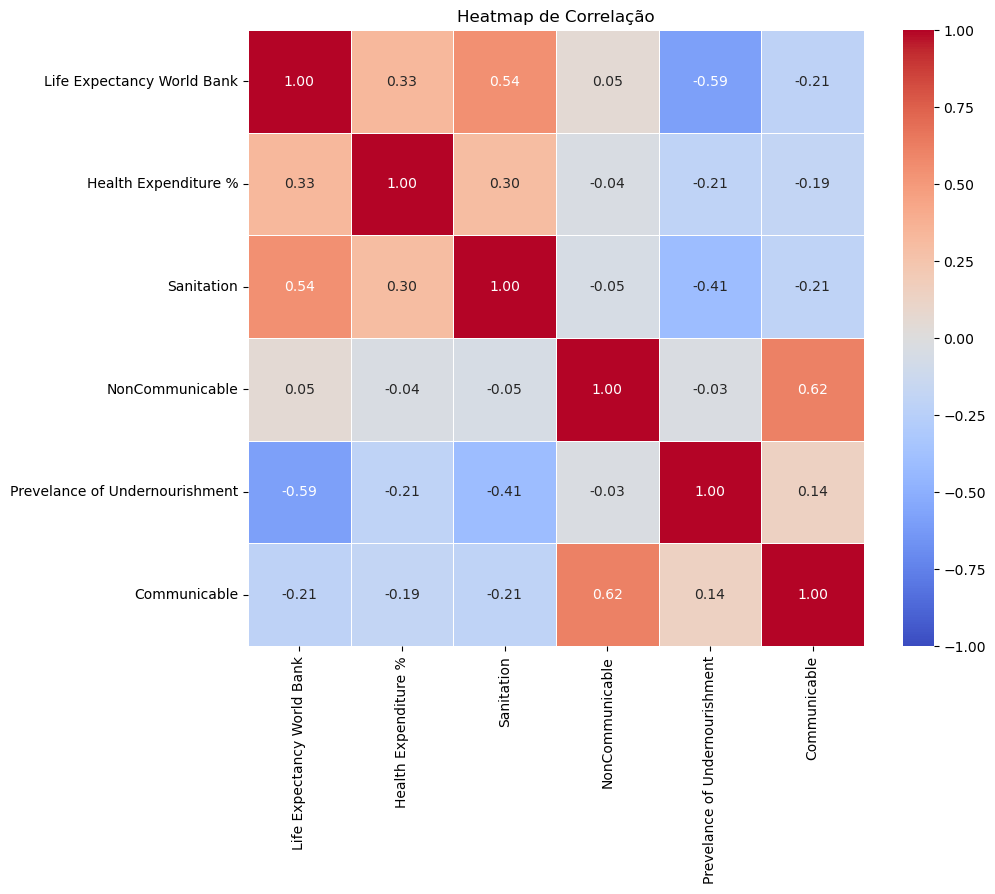 Heatmap de Correlação
Life Expectancy World Bank
1.00 0.33 0.54 0.05 -0.59 -0.21
Health Expenditure %
0.33 1.00 0.30 -0.04 -0.21 -0.19
Sanitation
0.54 0.30 1.00 -0.05 -0.41 -0.21
NonCommunicable
0.05 -0.04 -0.05 1.00 -0.03 0.62
Prevelance of Undernourishment
-0.59 -0.21 -0.41 -0.03 1.00 0.14
Communicable
-0.21 -0.19 -0.21 0.62 0.14 1.00
Life Expectancy World Bank
Health Expenditure %
Sanitation
NonCommunicable
Prevelance of Undernourishment
Communicable
1.00
0.75
0.50
0.25
0.00
−0.25
−0.50
−0.75
−1.00